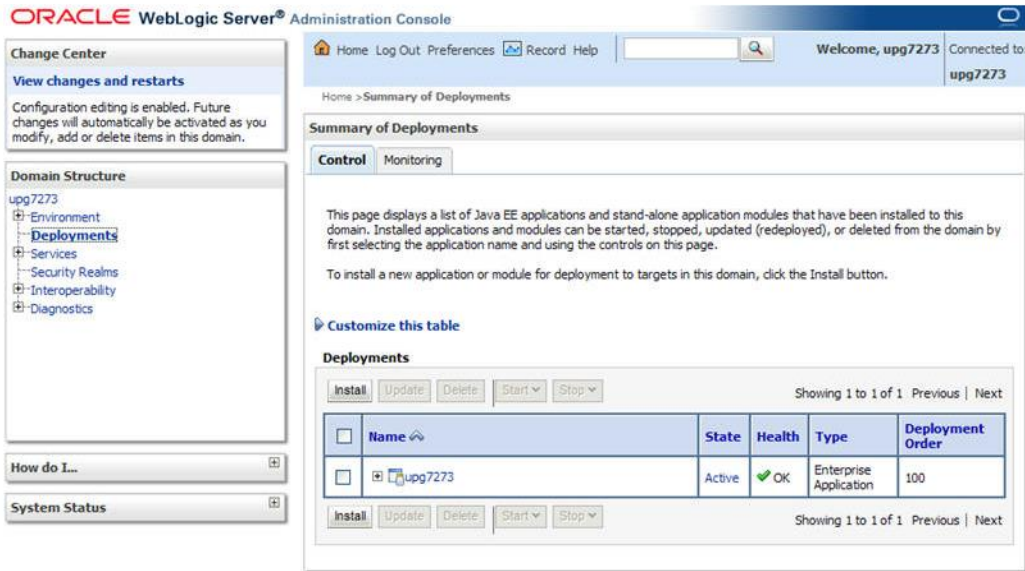 ORACLE WebLogic Server® Administration Console
Change Center
View changes and restarts
Configuration editing is enabled. Future
changes will automatically be activated as you
modify, add or delete items in this domain.
Domain Structure
upg7273
Environment
Deployments
Services
Security Realms
Interoperability
Diagnostics
How do I...
System Status
Home Log Out Preferences Record Help
Welcome, upg7273
Connected to
upg7273
Home >Summary of Deployments
Summary of Deployments
Control Monitoring
This page displays a list of Java EE applications and stand-alone application modules that have been installed to this
domain. Installed applications and modules can be started, stopped, updated (redeployed), or deleted from the domain by
first selecting the application name and using the controls on this page.
To install a new application or module for deployment to targets in this domain, click the Install button.
Customize this table
Deployments
Install Update Delete Start Stop Showing 1 to 1 of 1 Previous | Next
Name State Health Type Deployment
Order
upg7273 Active OK Enterprise
Application 100
Install Update Delete Start Stop Showing 1 to 1 of 1 Previous | Next